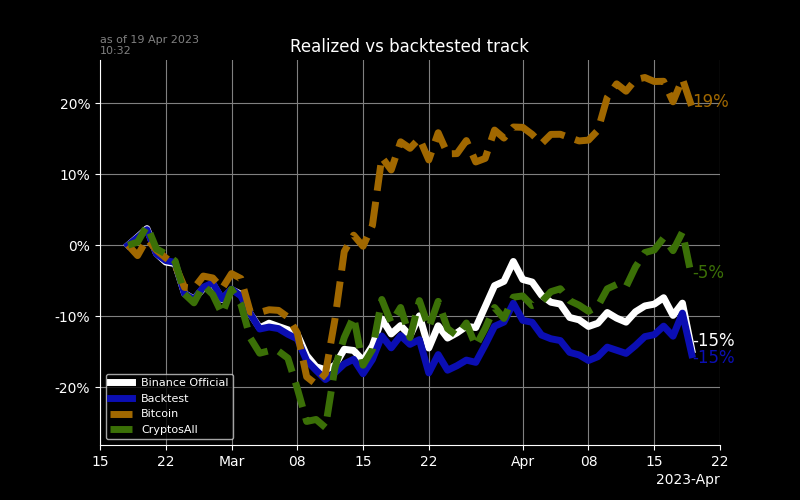 as of 19 Apr 2023
10:32
Realized vs backtested track
20%
10%
0%
-10%
-20%
19%
-5%
-15%
-15%
Binance Official
Backtest
Bitcoin
CryptosAll
15 22 Mar 08 15 22 Apr 08 15 22
2023-Apr